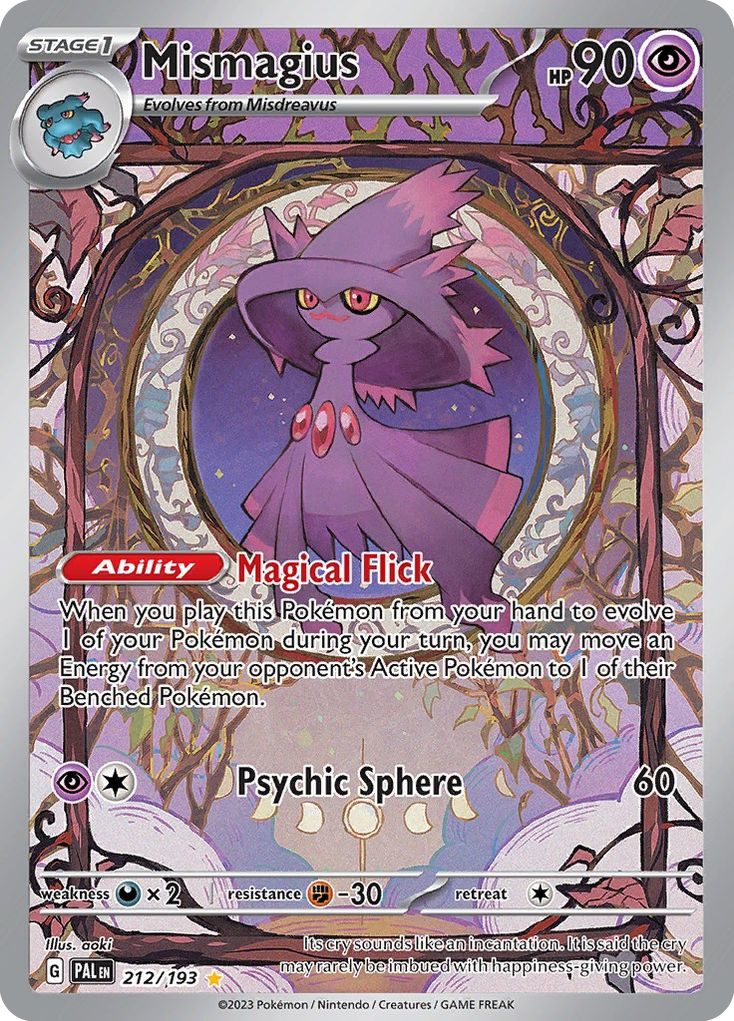 STAGE 1
Mismagius
HP 90
Evolves from Misdreavus
Ability Magical Flick
When you play this Pokémon from your hand to evolve
1 of your Pokémon during your turn, you may move an
Energy from your opponent's Active Pokémon to 1 of their
Benched Pokémon.
Psychic Sphere 60
weakness ×2 resistance -30 retreat
Illus. aoki
Its cry sounds like an incantation. It is said the cry
may rarely be imbued with happiness-giving power.
G PAL EN 212/193
©2023 Pokémon / Nintendo / Creatures / GAME FREAK